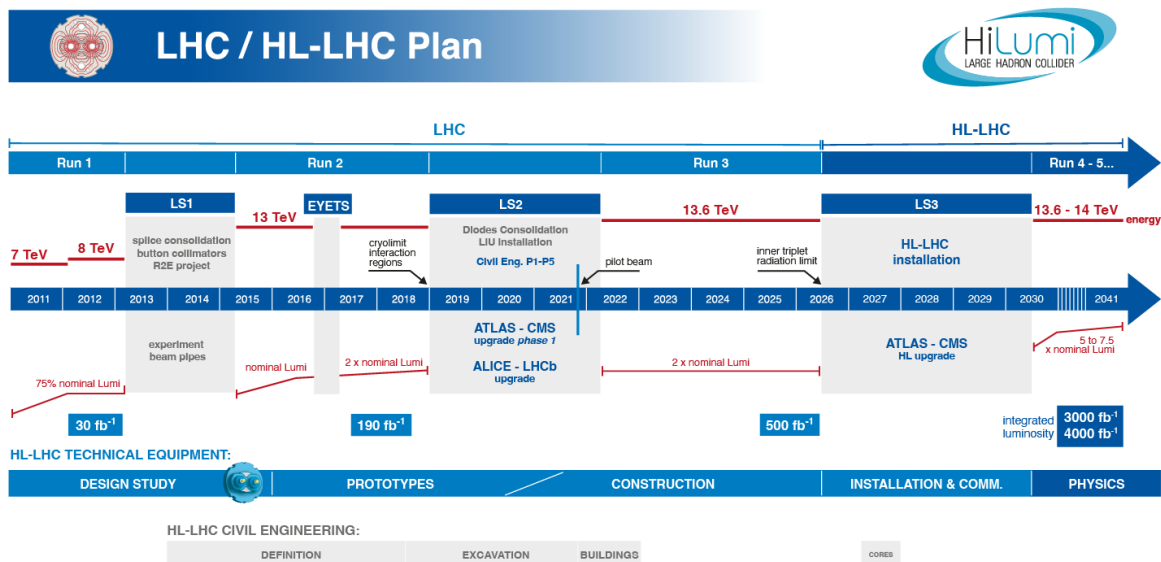 LHC / HL-LHC Plan
HiLumi
LARGE HADRON COLLIDER
LHC
HL-LHC
Run 1
Run 2
Run 3
Run 4 - 5...
LS1
EYETS
LS2
LS3
13 TeV
13.6 TeV
13.6 - 14 TeV
energy
7 TeV
8 TeV
splice consolidation
button collimators
R2E project
cryolimit
interaction
regions
Diodes Consolidation
LIU Installation
Civil Eng. P1-P5
pilot beam
inner triplet
radiation limit
HL-LHC
installation
2011
2012
2013
2014
2015
2016
2017
2018
2019
2020
2021
2022
2023
2024
2025
2026
2027
2028
2029
2030
2041
experiment
beam pipes
ATLAS - CMS
upgrade phase 1
ALICE - LHCb
upgrade
ATLAS - CMS
HL upgrade
5 to 7.5
x nominal Lumi
75% nominal Lumi
nominal Lumi
2 x nominal Lumi
2 x nominal Lumi
30 fb⁻¹
190 fb⁻¹
500 fb⁻¹
integrated
luminosity
3000 fb⁻¹
4000 fb⁻¹
HL-LHC TECHNICAL EQUIPMENT:
DESIGN STUDY
PROTOTYPES
CONSTRUCTION
INSTALLATION & COMM.
PHYSICS
HL-LHC CIVIL ENGINEERING:
DEFINITION
EXCAVATION
BUILDINGS
CORES